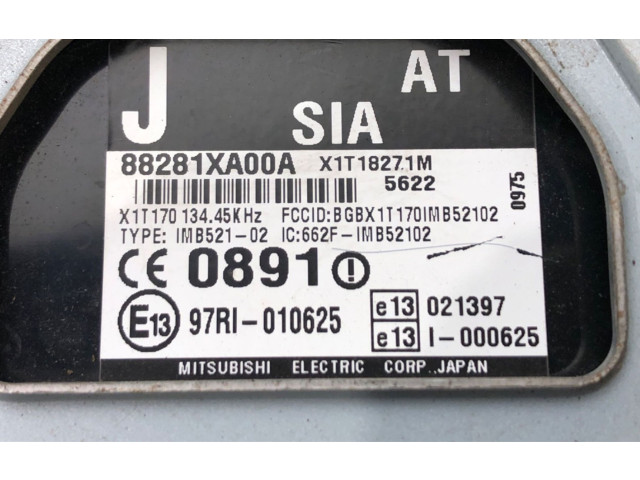 J AT
SIA
88281XA00A X1T18271M
5622
0975
X1T170 134.45KHz FCCID:BGBX1T170IMB52102
TYPE: IMB521-02 IC:662F-IMB52102
CE 0891
E13 97RI-010625 e13 021397
e13 I-000625
MITSUBISHI ELECTRIC CORP., JAPAN